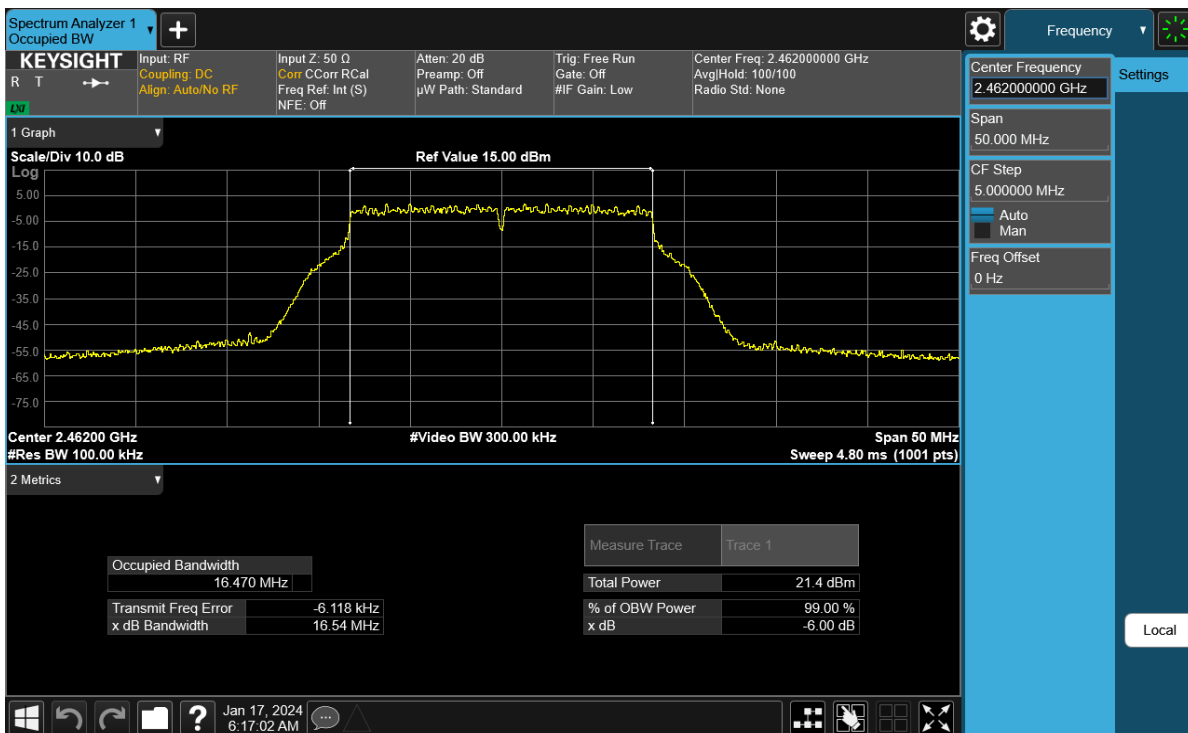 Spectrum Analyzer 1
Occupied BW
Frequency
KEYSIGHT
R T
LXI
Input: RF
Coupling: DC
Align: Auto/No RF
Input Z: 50 Ω
Corr CCorr RCal
Freq Ref: Int (S)
NFE: Off
Atten: 20 dB
Preamp: Off
µW Path: Standard
Trig: Free Run
Gate: Off
#IF Gain: Low
Center Freq: 2.462000000 GHz
Avg|Hold: 100/100
Radio Std: None
Center Frequency
2.462000000 GHz
Settings
Span
50.000 MHz
CF Step
5.000000 MHz
Auto
Man
Freq Offset
0 Hz
Local
1 Graph
Scale/Div 10.0 dB
Ref Value 15.00 dBm
Log
5.00
-5.00
-15.0
-25.0
-35.0
-45.0
-55.0
-65.0
-75.0
Center 2.46200 GHz
#Video BW 300.00 kHz
Span 50 MHz
#Res BW 100.00 kHz
Sweep 4.80 ms (1001 pts)
2 Metrics
Occupied Bandwidth
16.470 MHz
Transmit Freq Error -6.118 kHz
x dB Bandwidth 16.54 MHz
Measure Trace Trace 1
Total Power 21.4 dBm
% of OBW Power 99.00 %
x dB -6.00 dB
?
Jan 17, 2024
6:17:02 AM